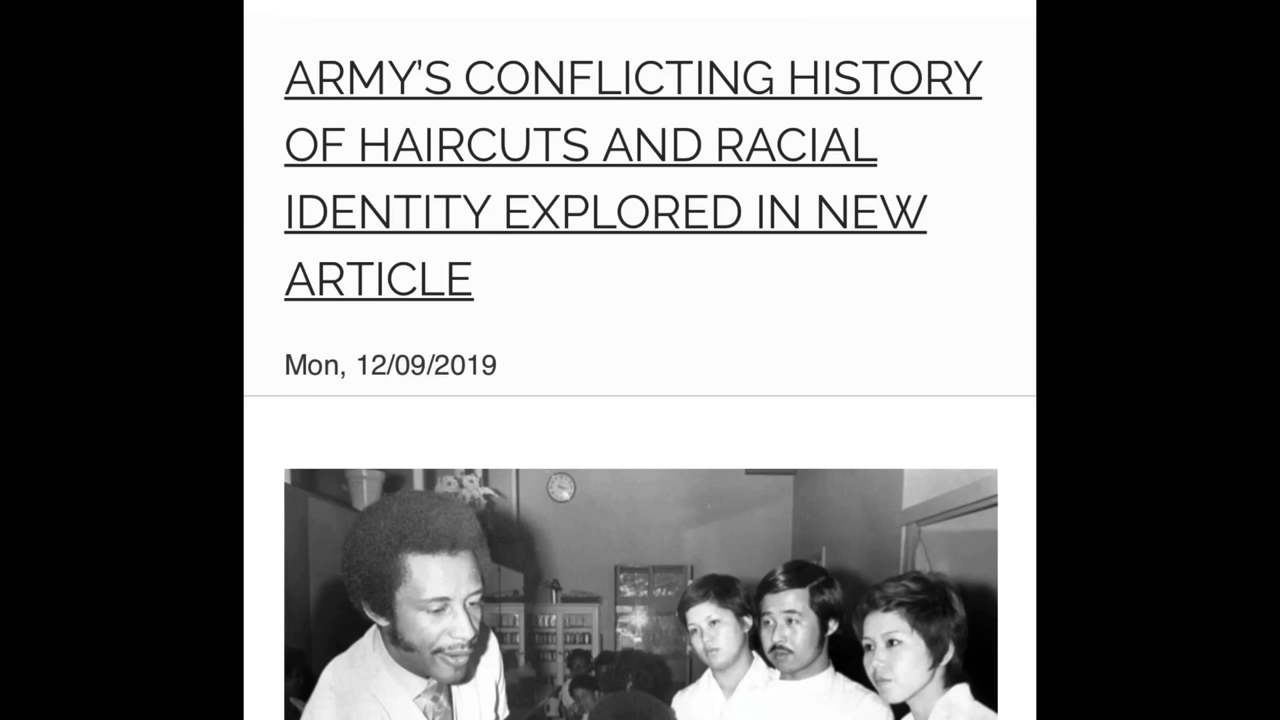 ARMY'S CONFLICTING HISTORY
OF HAIRCUTS AND RACIAL
IDENTITY EXPLORED IN NEW
ARTICLE
Mon, 12/09/2019